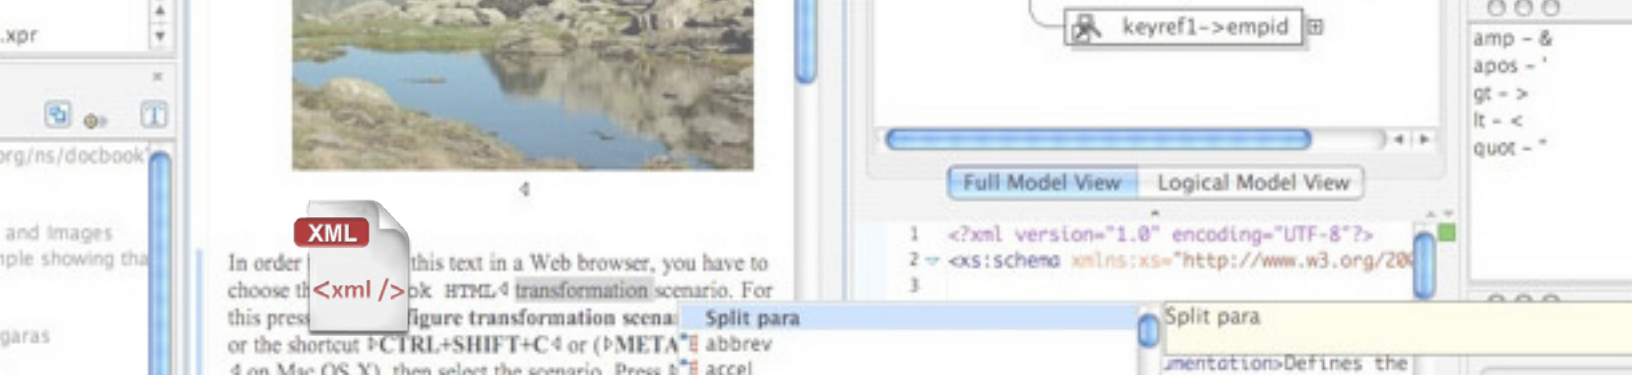 .xpr
org/ns/docbook
and Images
mple showing tha
garas
In order this text in a Web browser, you have to
choose th ok HTML transformation scenario. For
this press figure transformation scena
or the shortcut CTRL+SHIFT+C or (META
on Mac OS X), then select the scenario. Press
XML
<xml />
Split para
abbrev
accel
keyref1->empid
Full Model View Logical Model View
1 <?xml version="1.0" encoding="UTF-8"?>
2 <xs:schema xmlns:xs="http://www.w3.org/200
3
Split para
umentation>Defines the
amp - &
apos - '
gt - >
lt - <
quot - "